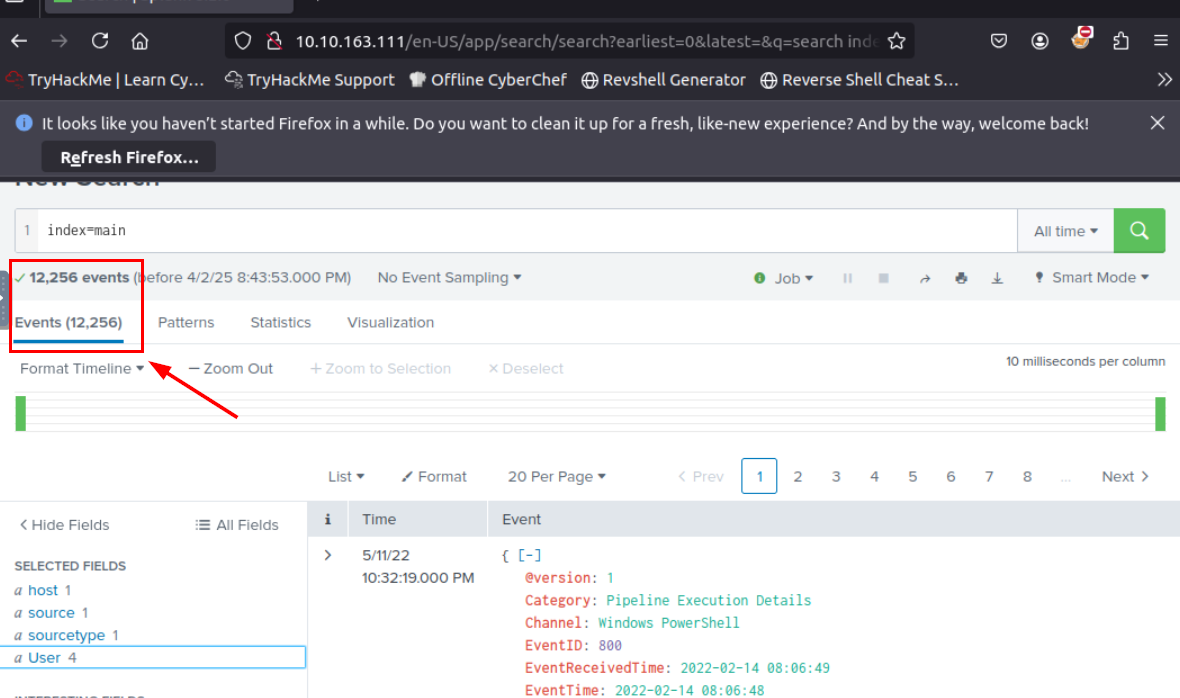 10.10.163.111/en-US/app/search/search?earliest=0&latest=&q=search inde
TryHackMe | Learn Cy... TryHackMe Support Offline CyberChef Revshell Generator Reverse Shell Cheat S...
It looks like you haven't started Firefox in a while. Do you want to clean it up for a fresh, like-new experience? And by the way, welcome back!
Refresh Firefox...
New Search
1 index=main All time
12,256 events (before 4/2/25 8:43:53.000 PM) No Event Sampling Job Smart Mode
Events (12,256) Patterns Statistics Visualization
Format Timeline — Zoom Out + Zoom to Selection × Deselect 10 milliseconds per column
List Format 20 Per Page < Prev 1 2 3 4 5 6 7 8 ... Next >
< Hide Fields All Fields i Time Event
SELECTED FIELDS
a host 1
a source 1
a sourcetype 1
a User 4
INTERESTING FIELDS
> 5/11/22
10:32:19.000 PM
{ [-]
@version: 1
Category: Pipeline Execution Details
Channel: Windows PowerShell
EventID: 800
EventReceivedTime: 2022-02-14 08:06:49
EventTime: 2022-02-14 08:06:48